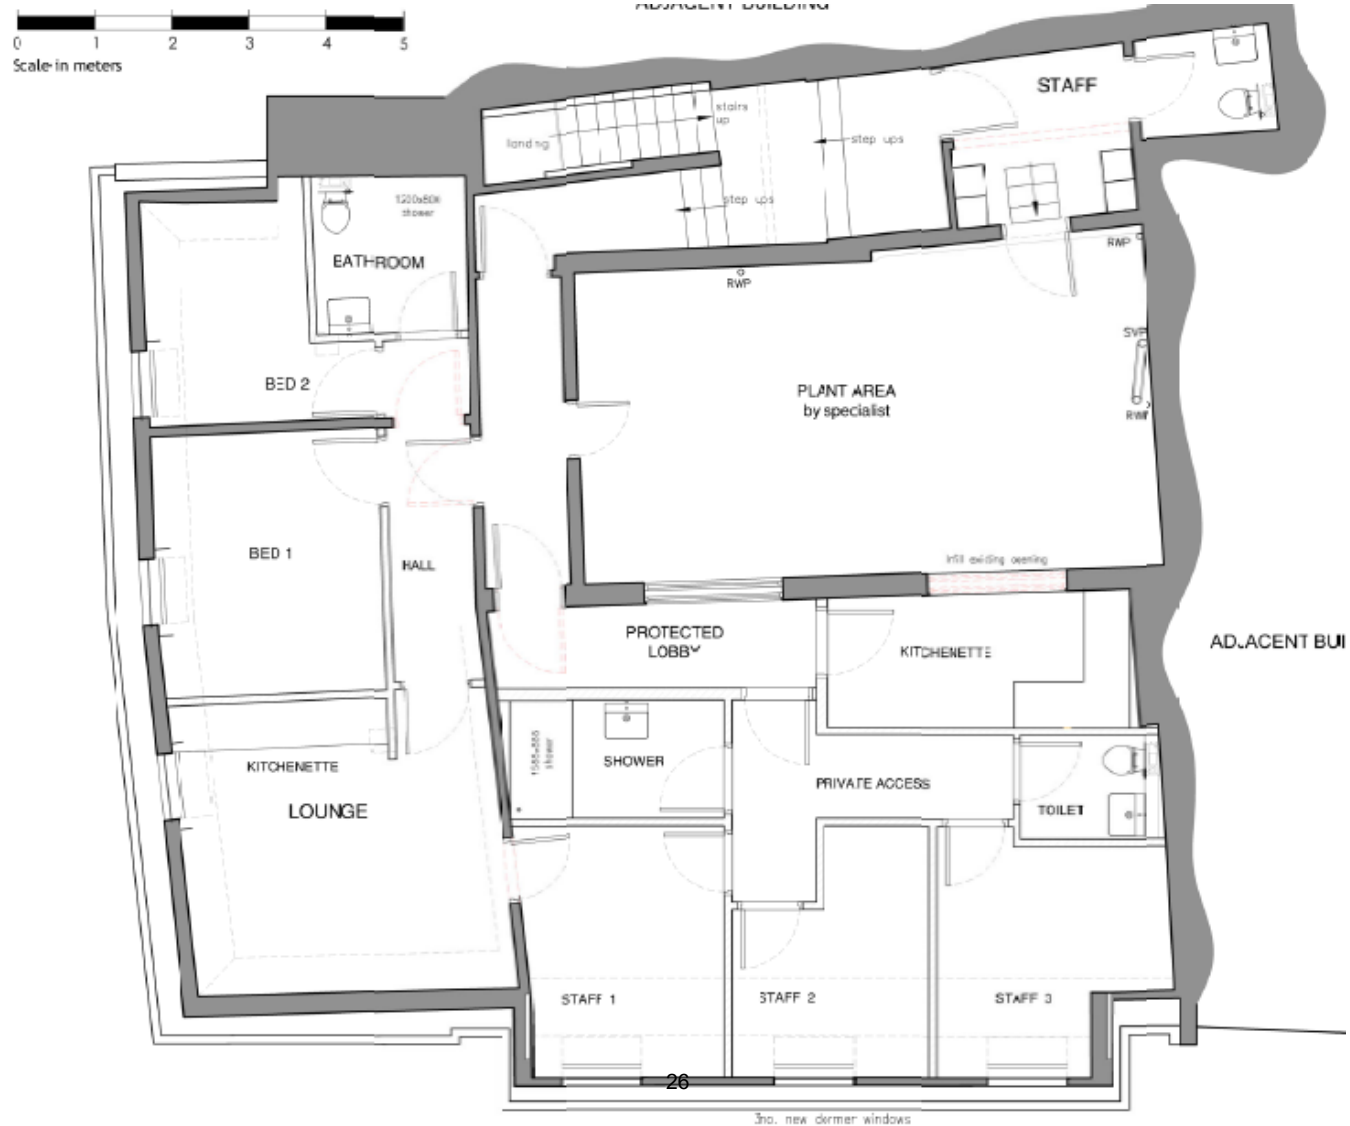 ADJACENT BUILDING
0 1 2 3 4 5
Scale in meters
STAFF
stairs
up
landing
step ups
step ups
1200x800
shower
EATHROOM
RWP
RWP
SVP
RWP
BED 2
PLANT AREA
by specialist
BED 1
HALL
Infill existing opening
PROTECTED
LOBBY
KITCHENETTE
ADJACENT BUI
KITCHENETTE
LOUNGE
shower
SHOWER
PRIVATE ACCESS
TOILET
STAFF 1
STAFF 2
STAFF 3
26
3no. new dormer windows